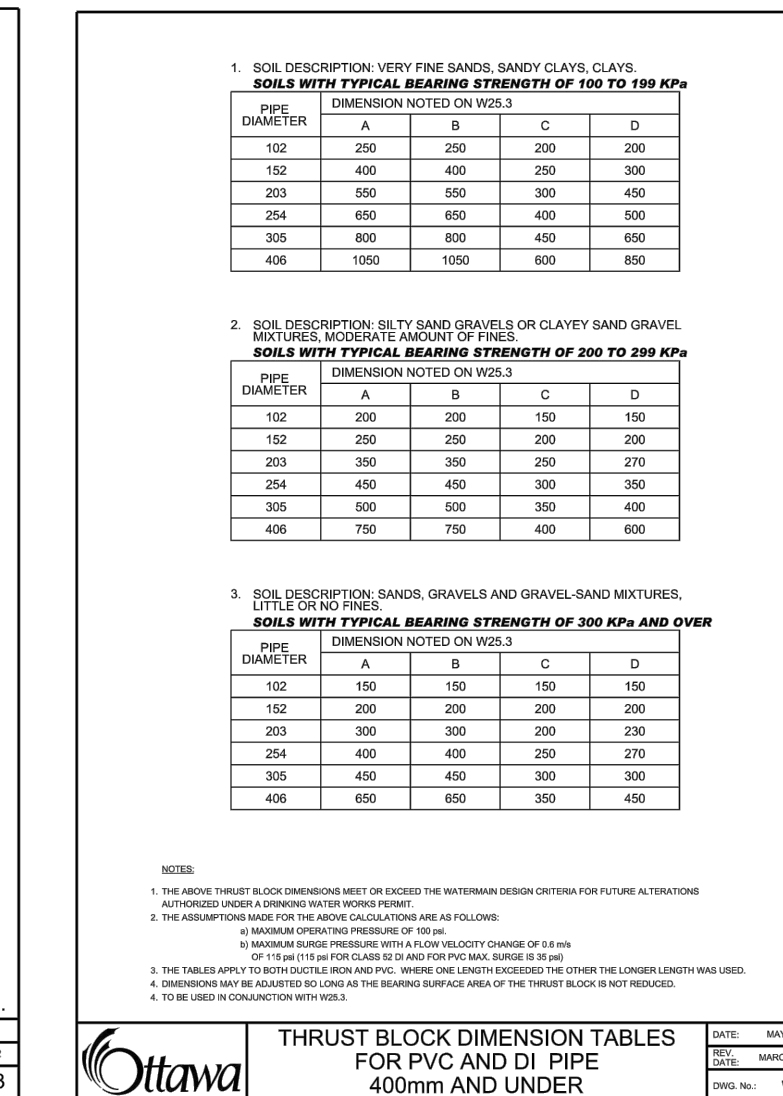 1. SOIL DESCRIPTION: VERY FINE SANDS, SANDY CLAYS, CLAYS.
SOILS WITH TYPICAL BEARING STRENGTH OF 100 TO 199 KPa
PIPE DIAMETER DIMENSION NOTED ON W25.3
A B C D
102 250 250 200 200
152 400 400 250 300
203 550 550 300 450
254 650 650 400 500
305 800 800 450 650
406 1050 1050 600 850
2. SOIL DESCRIPTION: SILTY SAND GRAVELS OR CLAYEY SAND GRAVEL
MIXTURES, MODERATE AMOUNT OF FINES.
SOILS WITH TYPICAL BEARING STRENGTH OF 200 TO 299 KPa
PIPE DIAMETER DIMENSION NOTED ON W25.3
A B C D
102 200 200 150 150
152 250 250 200 200
203 350 350 250 270
254 450 450 300 350
305 500 500 350 400
406 750 750 400 600
3. SOIL DESCRIPTION: SANDS, GRAVELS AND GRAVEL-SAND MIXTURES,
LITTLE OR NO FINES.
SOILS WITH TYPICAL BEARING STRENGTH OF 300 KPa AND OVER
PIPE DIAMETER DIMENSION NOTED ON W25.3
A B C D
102 150 150 150 150
152 200 200 200 200
203 300 300 200 230
254 400 400 250 270
305 450 450 300 300
406 650 650 350 450
NOTES:
1. THE ABOVE THRUST BLOCK DIMENSIONS MEET OR EXCEED THE WATERMAIN DESIGN CRITERIA FOR FUTURE ALTERATIONS
AUTHORIZED UNDER A DRINKING WATER WORKS PERMIT.
2. THE ASSUMPTIONS MADE FOR THE ABOVE CALCULATIONS ARE AS FOLLOWS:
a) MAXIMUM OPERATING PRESSURE OF 100 psi.
b) MAXIMUM SURGE PRESSURE WITH A FLOW VELOCITY CHANGE OF 0.6 m/s
OF 115 psi (115 psi FOR CLASS 52 DI AND FOR PVC MAX. SURGE IS 35 psi)
3. THE TABLES APPLY TO BOTH DUCTILE IRON AND PVC. WHERE ONE LENGTH EXCEEDED THE OTHER THE LONGER LENGTH WAS USED.
4. DIMENSIONS MAY BE ADJUSTED SO LONG AS THE BEARING SURFACE AREA OF THE THRUST BLOCK IS NOT REDUCED.
4. TO BE USED IN CONJUNCTION WITH W25.3.
Ottawa
THRUST BLOCK DIMENSION TABLES
FOR PVC AND DI PIPE
400mm AND UNDER
DATE: MAY
REV. DATE: MARC
DWG. No.:
3